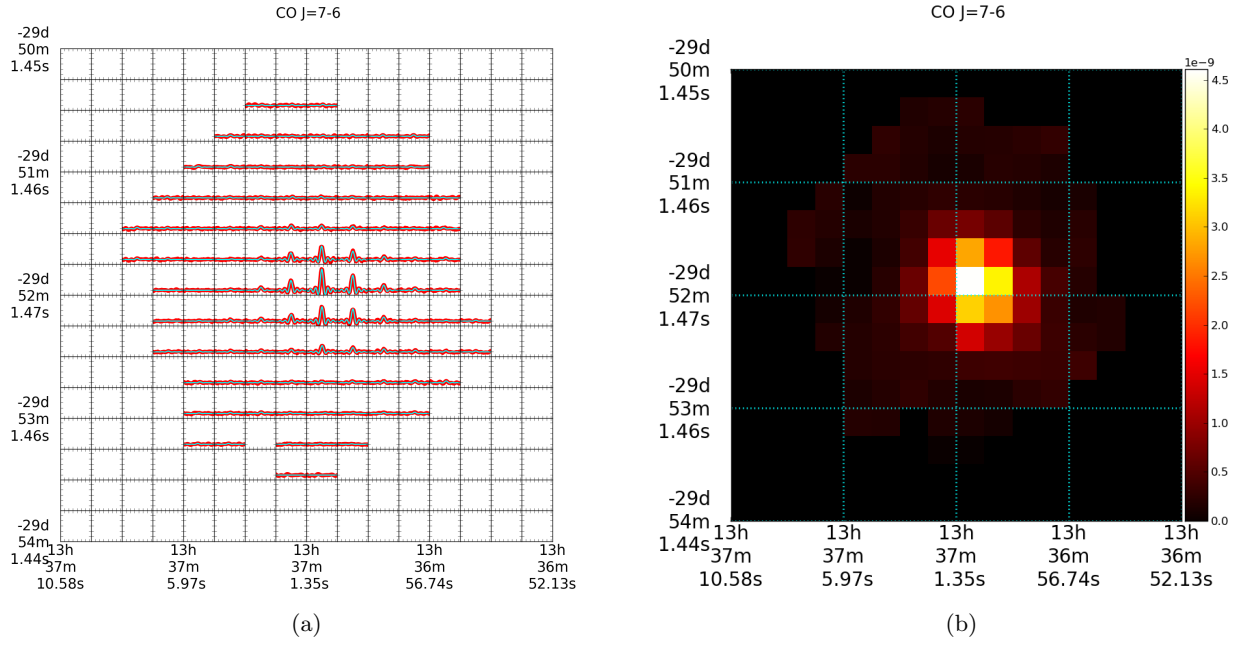 CO J=7-6
-29d
50m
1.45s
-29d
51m
1.46s
-29d
52m
1.47s
-29d
53m
1.46s
-29d
54m
1.44s
13h
37m
10.58s
13h
37m
5.97s
13h
37m
1.35s
13h
36m
56.74s
13h
36m
52.13s
(a)
CO J=7-6
-29d
50m
1.45s
-29d
51m
1.46s
-29d
52m
1.47s
-29d
53m
1.46s
-29d
54m
1.44s
13h
37m
10.58s
13h
37m
5.97s
13h
37m
1.35s
13h
36m
56.74s
13h
36m
52.13s
1e−9
4.5
4.0
3.5
3.0
2.5
2.0
1.5
1.0
0.5
0.0
(b)